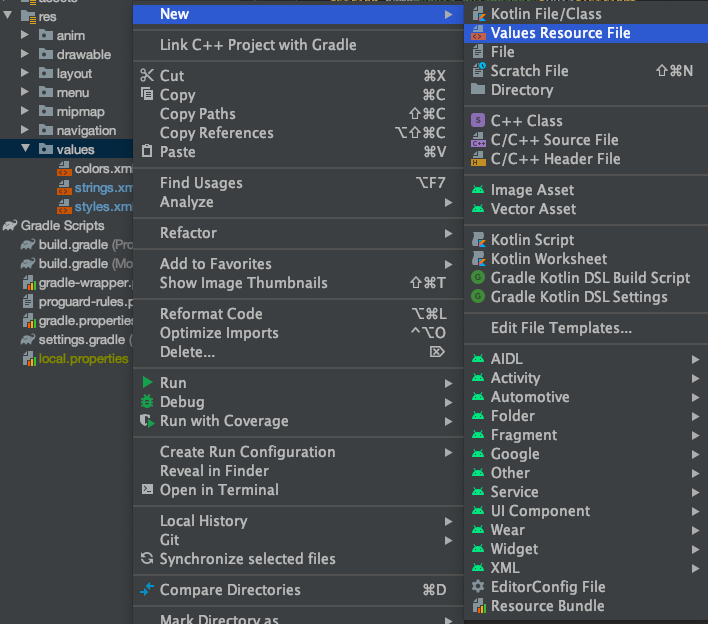 assets
res
anim
drawable
layout
menu
mipmap
navigation
values
colors.xml
strings.xm
styles.xml
Gradle Scripts
build.gradle (Pro
build.gradle (Mo
gradle-wrapper.p
proguard-rules.p
gradle.properties
settings.gradle (
local.properties
New
Link C++ Project with Gradle
Cut ⌘X
Copy ⌘C
Copy Paths ⇧⌘C
Copy References ⌥⇧⌘C
Paste ⌘V
Find Usages ⌥F7
Analyze
Refactor
Add to Favorites
Show Image Thumbnails ⇧⌘T
Reformat Code ⌥⌘L
Optimize Imports ^⌥O
Delete... ⌦
Run
Debug
Run with Coverage
Create Run Configuration
Reveal in Finder
Open in Terminal
Local History
Git
Synchronize selected files
Compare Directories ⌘D
Mark Directory as
Kotlin File/Class
Values Resource File
File
Scratch File ⇧⌘N
Directory
C++ Class
C/C++ Source File
C/C++ Header File
Image Asset
Vector Asset
Kotlin Script
Kotlin Worksheet
Gradle Kotlin DSL Build Script
Gradle Kotlin DSL Settings
Edit File Templates...
AIDL
Activity
Automotive
Folder
Fragment
Google
Other
Service
UI Component
Wear
Widget
XML
EditorConfig File
Resource Bundle